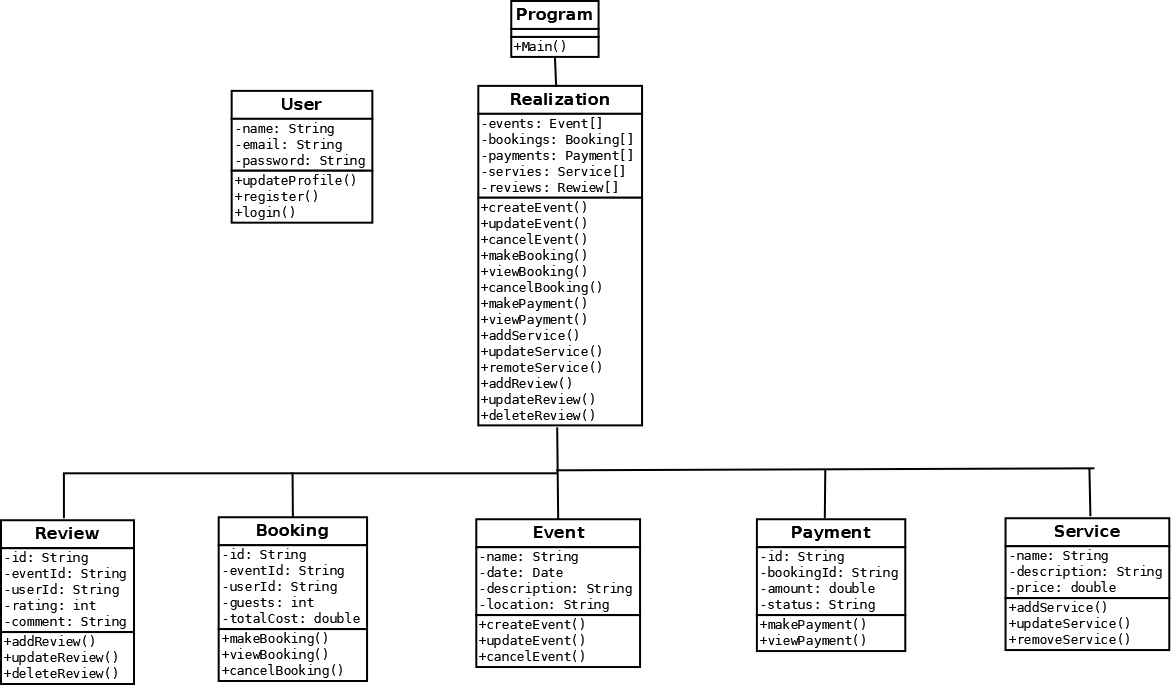 Program
+Main()
User
-name: String
-email: String
-password: String
+updateProfile()
+register()
+login()
Realization
-events: Event[]
-bookings: Booking[]
-payments: Payment[]
-servies: Service[]
-reviews: Rewiew[]
+createEvent()
+updateEvent()
+cancelEvent()
+makeBooking()
+viewBooking()
+cancelBooking()
+makePayment()
+viewPayment()
+addService()
+updateService()
+remoteService()
+addReview()
+updateReview()
+deleteReview()
Review
-id: String
-eventId: String
-userId: String
-rating: int
-comment: String
+addReview()
+updateReview()
+deleteReview()
Booking
-id: String
-eventId: String
-userId: String
-guests: int
-totalCost: double
+makeBooking()
+viewBooking()
+cancelBooking()
Event
-name: String
-date: Date
-description: String
-location: String
+createEvent()
+updateEvent()
+cancelEvent()
Payment
-id: String
-bookingId: String
-amount: double
-status: String
+makePayment()
+viewPayment()
Service
-name: String
-description: String
-price: double
+addService()
+updateService()
+removeService()